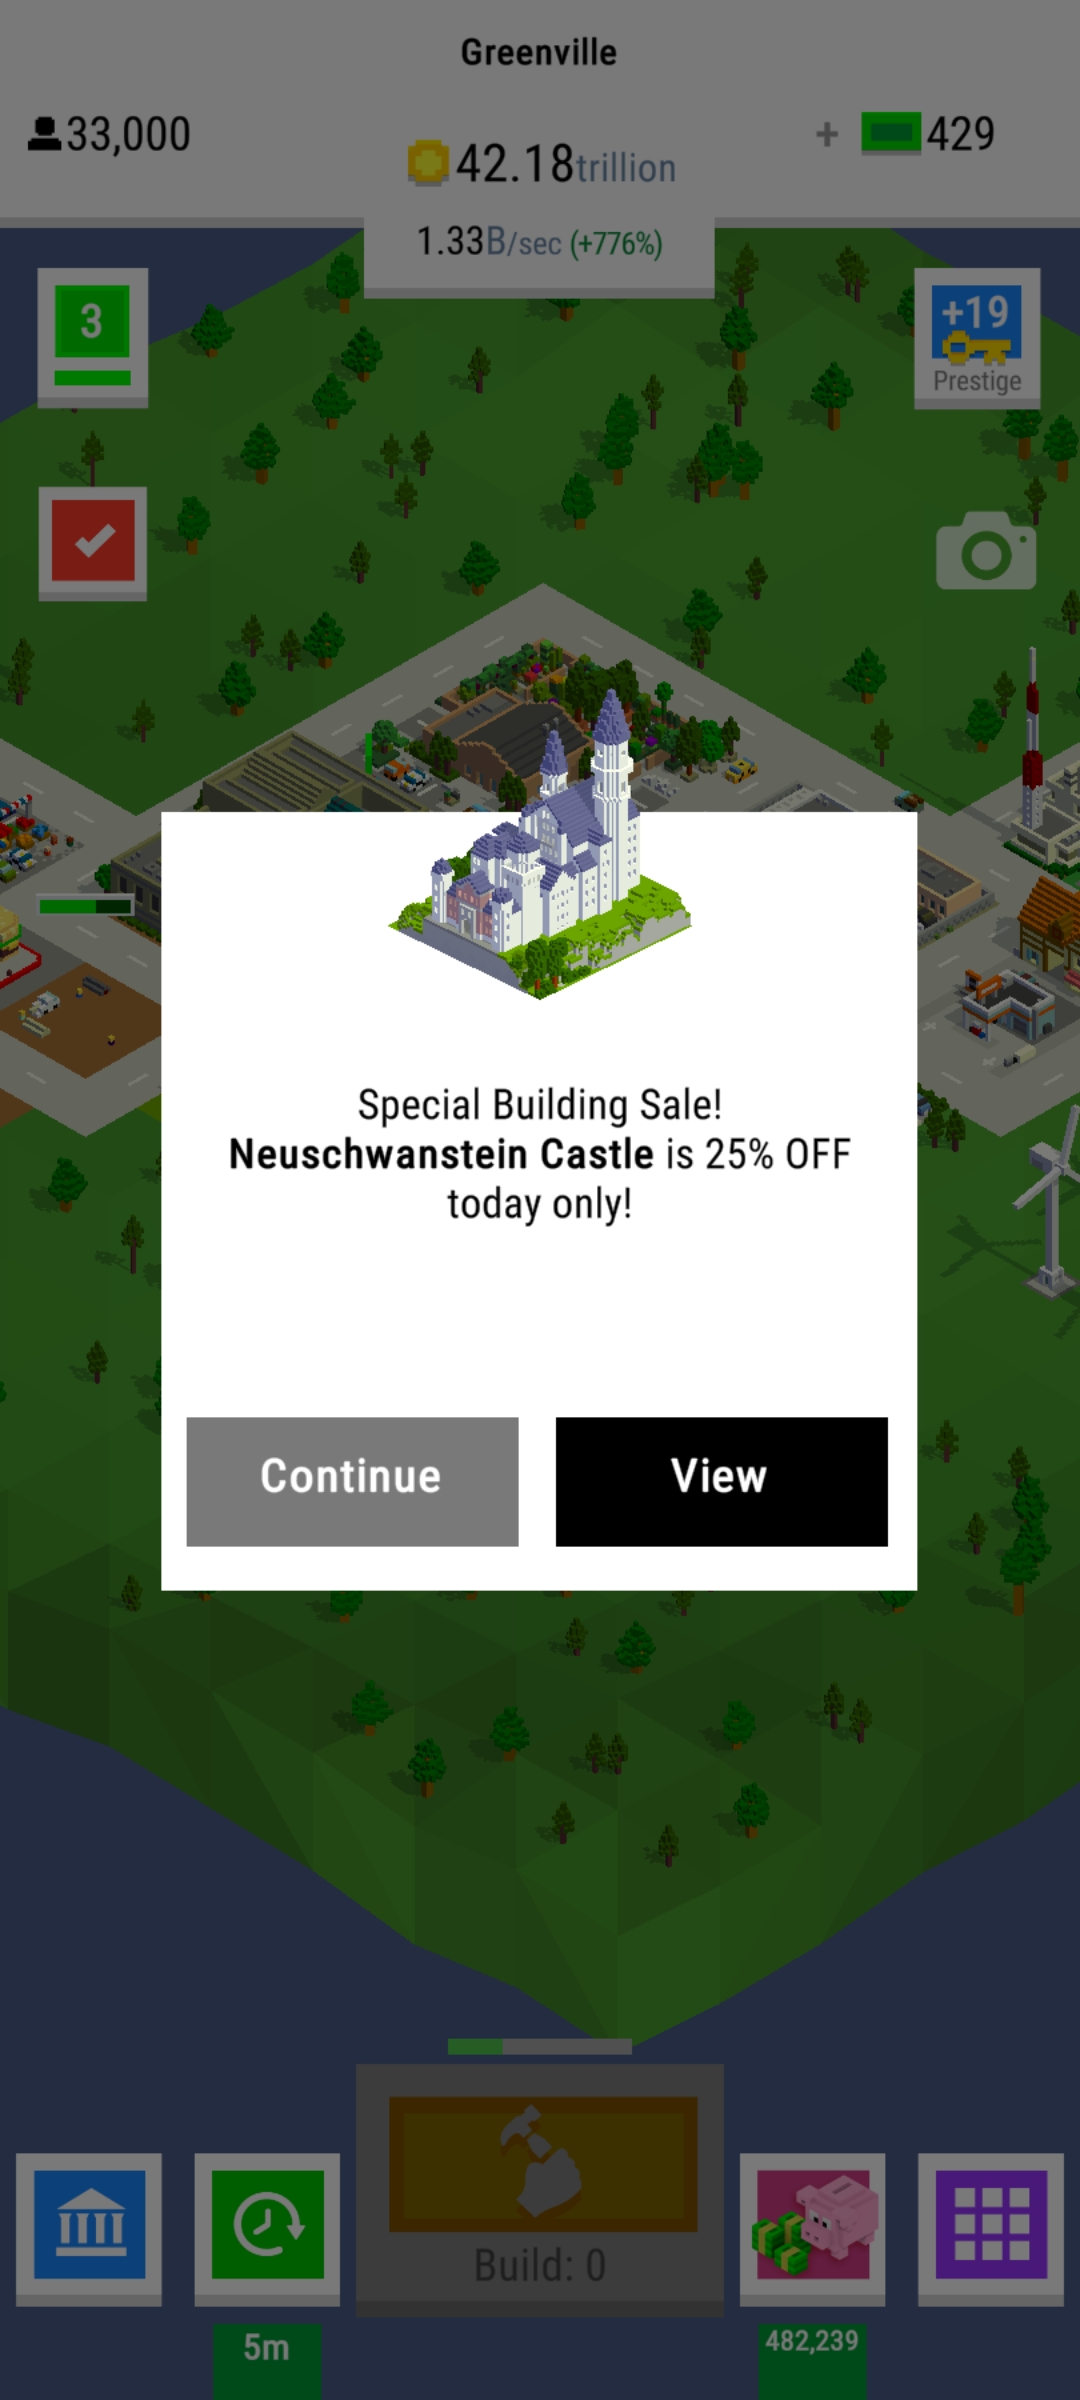 Greenville
33,000
42.18trillion
+ 429
1.33B/sec (+776%)
3
+19
Prestige
Special Building Sale!
Neuschwanstein Castle is 25% OFF
today only!
Continue
View
Build: 0
5m
482,239